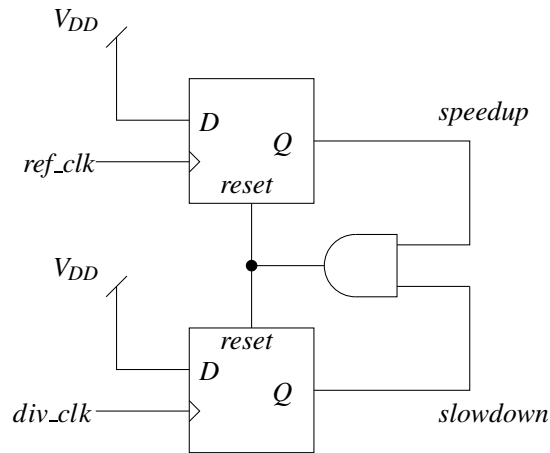 V_DD
D
speedup
Q
ref_clk
reset
V_DD
reset
D
Q
div_clk
slowdown